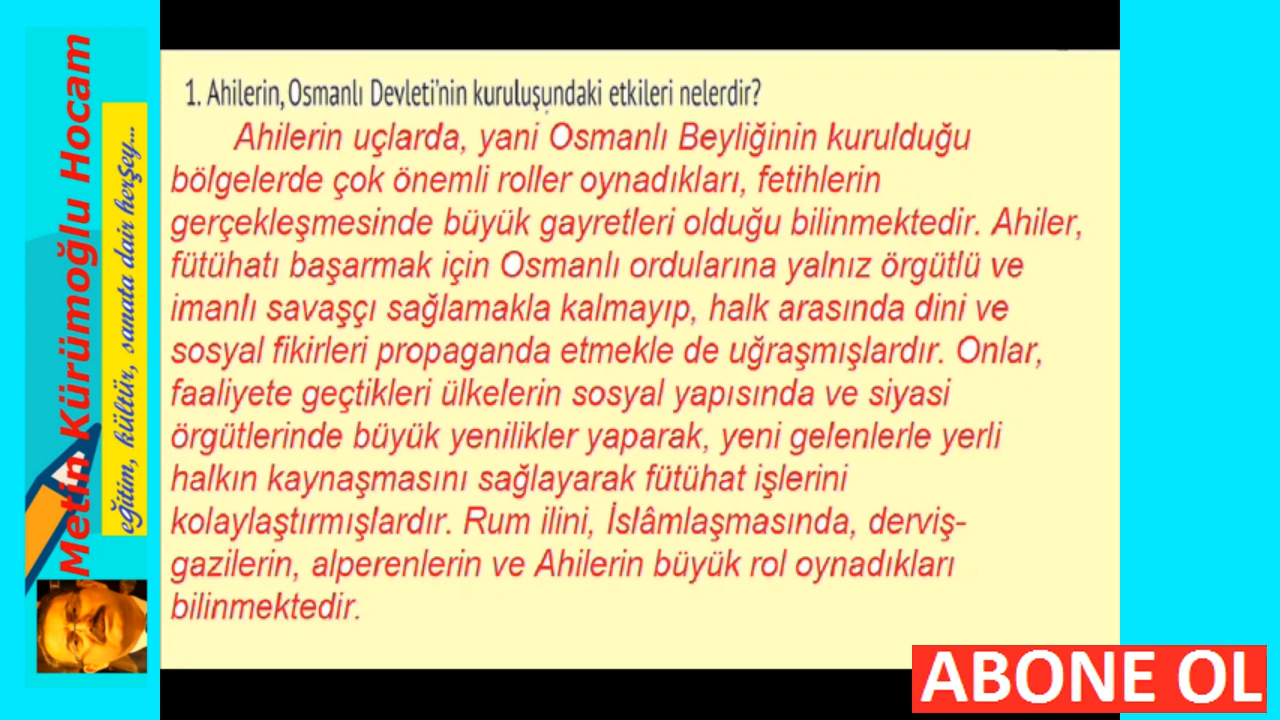 Metin Kürümoğlu Hocam
eğitim, kültür, sanata dair herşey...
1. Ahilerin, Osmanlı Devleti'nin kuruluşundaki etkileri nelerdir?
Ahilerin uçlarda, yani Osmanlı Beyliğinin kurulduğu
bölgelerde çok önemli roller oynadıkları, fetihlerin
gerçekleşmesinde büyük gayretleri olduğu bilinmektedir. Ahiler,
fütühatı başarmak için Osmanlı ordularına yalnız örgütlü ve
imanlı savaşçı sağlamakla kalmayıp, halk arasında dini ve
sosyal fikirleri propaganda etmekle de uğraşmışlardır. Onlar,
faaliyete geçtikleri ülkelerin sosyal yapısında ve siyasi
örgütlerinde büyük yenilikler yaparak, yeni gelenlerle yerli
halkın kaynaşmasını sağlayarak fütühat işlerini
kolaylaştırmışlardır. Rum ilini, İslâmlaşmasında, derviş-
gazilerin, alperenlerin ve Ahilerin büyük rol oynadıkları
bilinmektedir.
ABONE OL